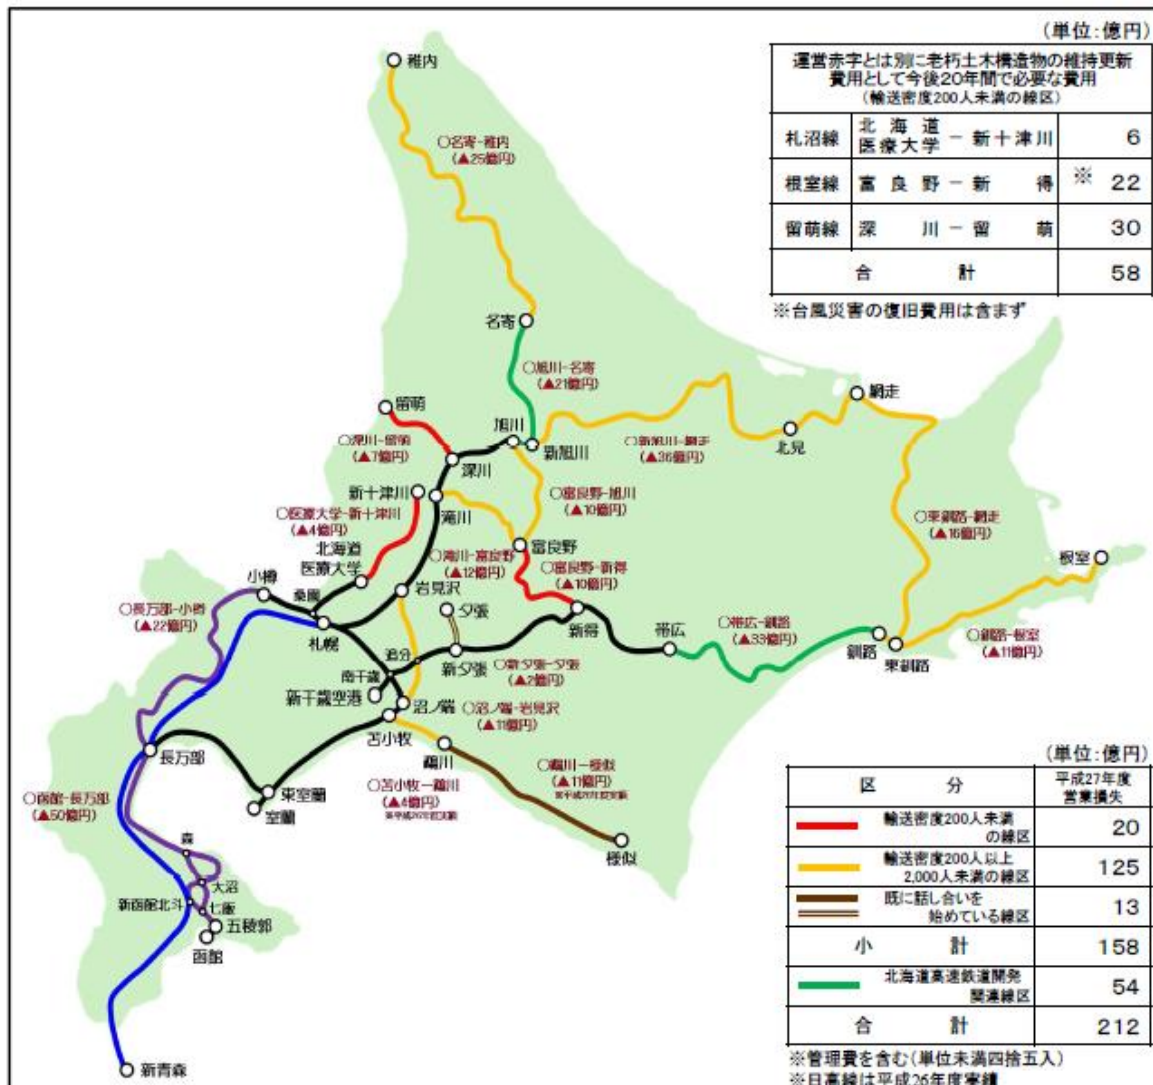 (単位:億円)
運営赤字とは別に老朽土木構造物の維持更新
費用として今後20年間で必要な費用
(輸送密度200人未満の線区)
札沼線 北海道医療大学－新十津川 6
根室線 富良野－新得 ※ 22
留萌線 深川－留萌 30
合計 58
※台風災害の復旧費用は含まず
稚内
○名寄-稚内
(▲25億円)
名寄
○旭川-名寄
(▲21億円)
留萌
○深川-留萌
(▲7億円)
旭川
新旭川
深川
○新旭川-網走
(▲36億円)
北見
網走
新十津川
滝川
○富良野-旭川
(▲10億円)
○医療大学-新十津川
(▲4億円)
北海道
医療大学
○滝川-富良野
(▲12億円)
富良野
○富良野-新得
(▲10億円)
○東釧路-網走
(▲16億円)
根室
小樽
桑園
札幌
岩見沢
夕張
新得
帯広
○帯広-釧路
(▲33億円)
釧路
東釧路
○釧路-根室
(▲11億円)
○長万部-小樽
(▲22億円)
追分
新夕張
○新夕張-夕張
(▲2億円)
南千歳
新千歳空港
沼ノ端
○沼ノ端-岩見沢
(▲11億円)
苫小牧
鵡川
○苫小牧－鵡川
(▲4億円)
※平成26年度実績
○鵡川－様似
(▲11億円)
※平成26年度実績
様似
長万部
東室蘭
室蘭
○函館-長万部
(▲50億円)
森
大沼
新函館北斗
七飯
五稜郭
函館
新青森
(単位:億円)
区分 平成27年度
営業損失
輸送密度200人未満
の線区 20
輸送密度200人以上
2,000人未満の線区 125
既に話し合いを
始めている線区 13
小計 158
北海道高速鉄道開発
関連線区 54
合計 212
※管理費を含む(単位未満四捨五入)
※日高線は平成26年度実績